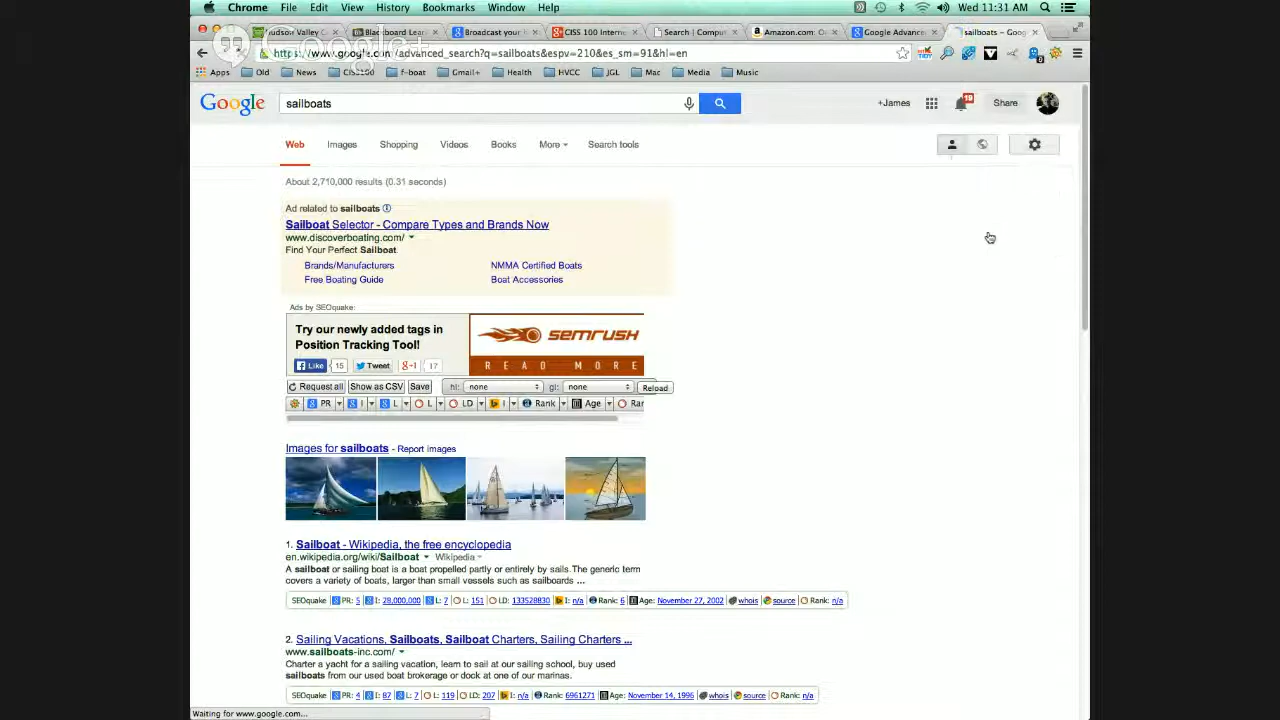 Chrome File Edit View History Bookmarks Window Help Wed 11:31 AM
Hudson Valley C Blackboard Lear Broadcast your CISS 100 Intern Search | Compu Amazon.com: O Google Advanc sailboats – Goo
Google+
https://www.google.com/advanced_search?q=sailboats&espv=210&es_sm=91&hl=en
Apps Old News CISS100 f-boat Gmail+ Health HVCC JGL Mac Media Music
Google sailboats +James 19 Share
Web Images Shopping Videos Books More Search tools
About 2,710,000 results (0.31 seconds)
Ad related to sailboats
Sailboat Selector - Compare Types and Brands Now
www.discoverboating.com/
Find Your Perfect Sailboat.
Brands/Manufacturers NMMA Certified Boats
Free Boating Guide Boat Accessories
Ads by SEOquake:
Try our newly added tags in
Position Tracking Tool!
SEMRUSH
Like 15 Tweet +1 17 READ MORE
Request all Show as CSV Save hl: none gl: none Reload
PR I L L LD I Rank Age Rar
Images for sailboats - Report images
1. Sailboat - Wikipedia, the free encyclopedia
en.wikipedia.org/wiki/Sailboat Wikipedia
A sailboat or sailing boat is a boat propelled partly or entirely by sails.The generic term
covers a variety of boats, larger than small vessels such as sailboards ...
SEOquake PR: 5 I: 28,000,000 L: 7 L: 151 LD: 133528830 I: n/a Rank: 6 Age: November 27, 2002 whois source Rank: n/a
2. Sailing Vacations, Sailboats, Sailboat Charters, Sailing Charters ...
www.sailboats-inc.com/
Charter a yacht for a sailing vacation, learn to sail at our sailing school, buy used
sailboats from our used boat brokerage or dock at one of our marinas.
SEOquake PR: 4 I: 87 L: 7 L: 119 LD: 207 I: n/a Rank: 6961271 Age: November 14, 1996 whois source Rank: n/a
Waiting for www.google.com...